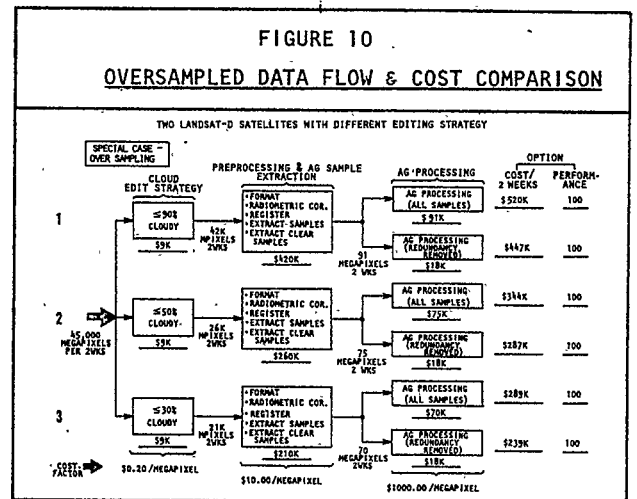 FIGURE 10
OVERSAMPLED DATA FLOW & COST COMPARISON
TWO LANDSAT-D SATELLITES WITH DIFFERENT EDITING STRATEGY
SPECIAL CASE -
OVER SAMPLING
CLOUD
EDIT STRATEGY
PREPROCESSING & AG SAMPLE
EXTRACTION
AG PROCESSING
OPTION
COST/
2 WEEKS
PERFORM-
ANCE
1
≤90%
CLOUDY
$9K
42K
MPIXELS
2WKS
•FORMAT
•RADIOMETRIC COR.
•REGISTER
•EXTRACT SAMPLES
•EXTRACT CLEAR
SAMPLES
$420K
91
MEGAPIXELS
2 WKS
AG PROCESSING
(ALL SAMPLES)
$91K
$520K
100
AG PROCESSING
(REDUNDANCY
REMOVED)
$18K
$447K
100
2
45,000
MEGAPIXELS
PER 2WKS
≤50%
CLOUDY
$9K
26K
MPIXELS
2WKS
•FORMAT
•RADIOMETRIC COR.
•REGISTER
•EXTRACT SAMPLES
•EXTRACT CLEAR
SAMPLES
$260K
75
MEGAPIXELS
2 WKS
AG PROCESSING
(ALL SAMPLES)
$75K
$344K
100
AG PROCESSING
(REDUNDANCY
REMOVED)
$18K
$287K
100
3
≤30%
CLOUDY
$9K
21K
MPIXELS
2WKS
•FORMAT
•RADIOMETRIC COR.
•REGISTER
•EXTRACT SAMPLES
•EXTRACT CLEAR
SAMPLES
$210K
70
MEGAPIXELS
2WKS
AG PROCESSING
(ALL SAMPLES)
$70K
$289K
100
AG PROCESSING
(REDUNDANCY
REMOVED)
$18K
$239K
100
COST
FACTOR
$0.20/MEGAPIXEL
$10.00/MEGAPIXEL
$1000.00/MEGAPIXEL